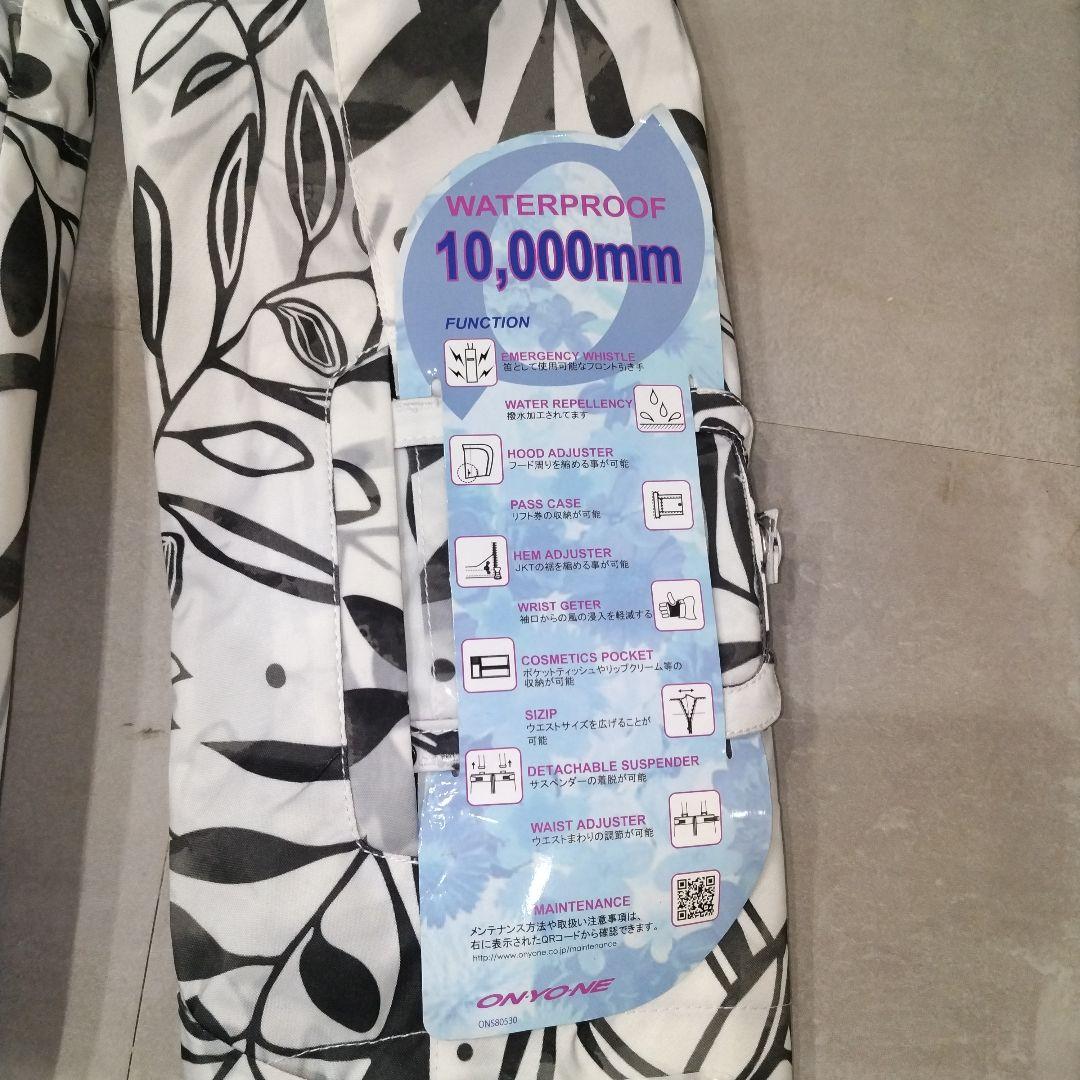 WATERPROOF
10,000mm
FUNCTION
EMERGENCY WHISTLE
笛として使用可能なフロント引き手
WATER REPELLENCY
撥水加工されてます
HOOD ADJUSTER
フード周りを縮める事が可能
PASS CASE
リフト券の収納が可能
HEM ADJUSTER
JKTの裾を縮める事が可能
WRIST GETER
袖口からの風の浸入を軽減する
COSMETICS POCKET
ポケットティッシュやリップクリーム等の
収納が可能
SIZIP
ウエストサイズを広げることが
可能
DETACHABLE SUSPENDER
サスペンダーの着脱が可能
WAIST ADJUSTER
ウエストまわりの調節が可能
MAINTENANCE
メンテナンス方法や取扱い注意事項は、
右に表示されたQRコードから確認できます。
http://www.onyone.co.jp/maintenance
ON•YO•NE
ONS80530